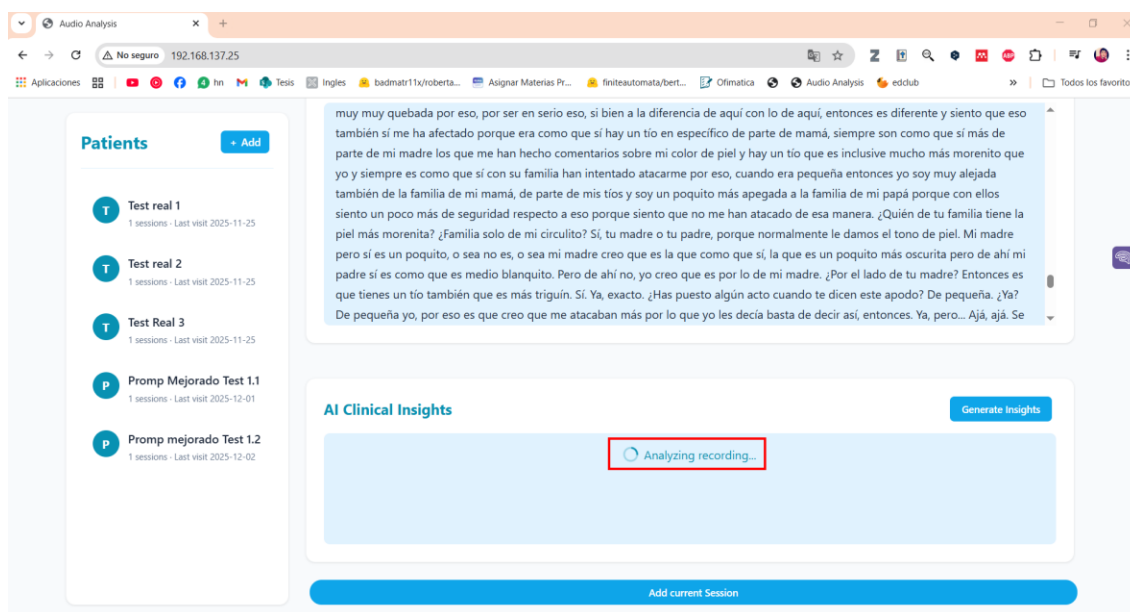 Audio Analysis
No seguro 192.168.137.25
Aplicaciones hn Tesis Ingles badmatr11x/roberta... Asignar Materias Pr... finiteautomata/bert... Ofimatica Audio Analysis edclub » Todos los favorito
Patients
+ Add
T Test real 1
1 sessions · Last visit 2025-11-25
T Test real 2
1 sessions · Last visit 2025-11-25
T Test Real 3
1 sessions · Last visit 2025-11-25
P Promp Mejorado Test 1.1
1 sessions · Last visit 2025-12-01
P Promp mejorado Test 1.2
1 sessions · Last visit 2025-12-02
muy muy quebada por eso, por ser en serio eso, si bien a la diferencia de aquí con lo de aquí, entonces es diferente y siento que eso
también sí me ha afectado porque era como que sí hay un tío en específico de parte de mamá, siempre son como que sí más de
parte de mi madre los que me han hecho comentarios sobre mi color de piel y hay un tío que es inclusive mucho más morenito que
yo y siempre es como que sí con su familia han intentado atacarme por eso, cuando era pequeña entonces yo soy muy alejada
también de la familia de mi mamá, de parte de mis tíos y soy un poquito más apegada a la familia de mi papá porque con ellos
siento un poco más de seguridad respecto a eso porque siento que no me han atacado de esa manera. ¿Quién de tu familia tiene la
piel más morenita? ¿Familia solo de mi circulito? Sí, tu madre o tu padre, porque normalmente le damos el tono de piel. Mi madre
pero sí es un poquito, o sea no es, o sea mi madre creo que es la que como que sí, la que es un poquito más oscurita pero de ahí mi
padre sí es como que es medio blanquito. Pero de ahí no, yo creo que es por lo de mi madre. ¿Por el lado de tu madre? Entonces es
que tienes un tío también que es más triguín. Sí. Ya, exacto. ¿Has puesto algún acto cuando te dicen este apodo? De pequeña. ¿Ya?
De pequeña yo, por eso es que creo que me atacaban más por lo que yo les decía basta de decir así, entonces. Ya, pero... Ajá, ajá. Se
AI Clinical Insights
Generate Insights
Analyzing recording...
Add current Session